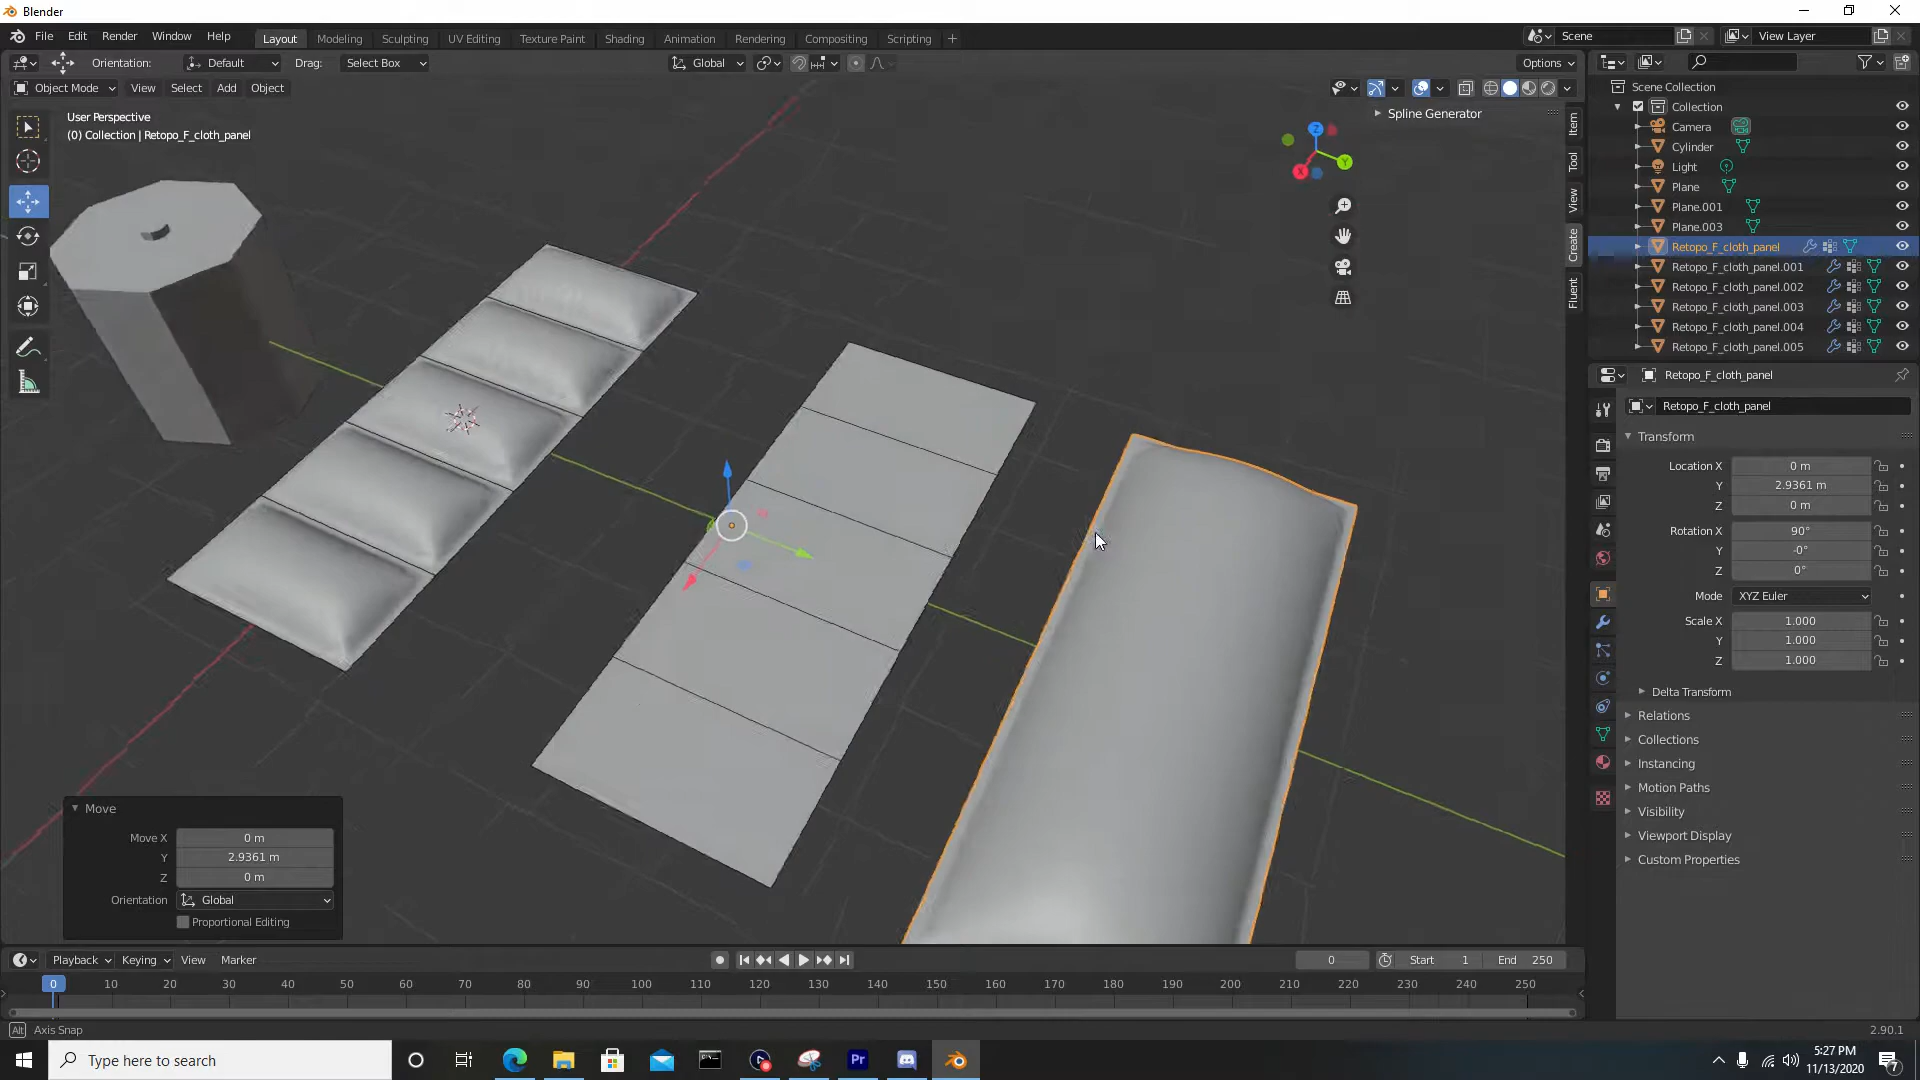 Blender
File Edit Render Window Help
Layout Modeling Sculpting UV Editing Texture Paint Shading Animation Rendering Compositing Scripting +
Scene
View Layer
Orientation: Default Drag: Select Box
Global
Options
Object Mode View Select Add Object
User Perspective
(0) Collection | Retopo_F_cloth_panel
Spline Generator
Item
Tool
View
Create
Fluent
Z
Y
X
Scene Collection
Collection
Camera
Cylinder
Light
Plane
Plane.001
Plane.003
Retopo_F_cloth_panel
Retopo_F_cloth_panel.001
Retopo_F_cloth_panel.002
Retopo_F_cloth_panel.003
Retopo_F_cloth_panel.004
Retopo_F_cloth_panel.005
Retopo_F_cloth_panel
Retopo_F_cloth_panel
Transform
Location X 0 m
Y 2.9361 m
Z 0 m
Rotation X 90°
Y -0°
Z 0°
Mode XYZ Euler
Scale X 1.000
Y 1.000
Z 1.000
Delta Transform
Relations
Collections
Instancing
Motion Paths
Visibility
Viewport Display
Custom Properties
Move
Move X 0 m
Y 2.9361 m
Z 0 m
Orientation Global
Proportional Editing
Playback Keying View Marker
0 Start 1 End 250
0 10 20 30 40 50 60 70 80 90 100 110 120 130 140 150 160 170 180 190 200 210 220 230 240 250
Alt Axis Snap
2.90.1
Type here to search
Pr
5:27 PM
11/13/2020
7